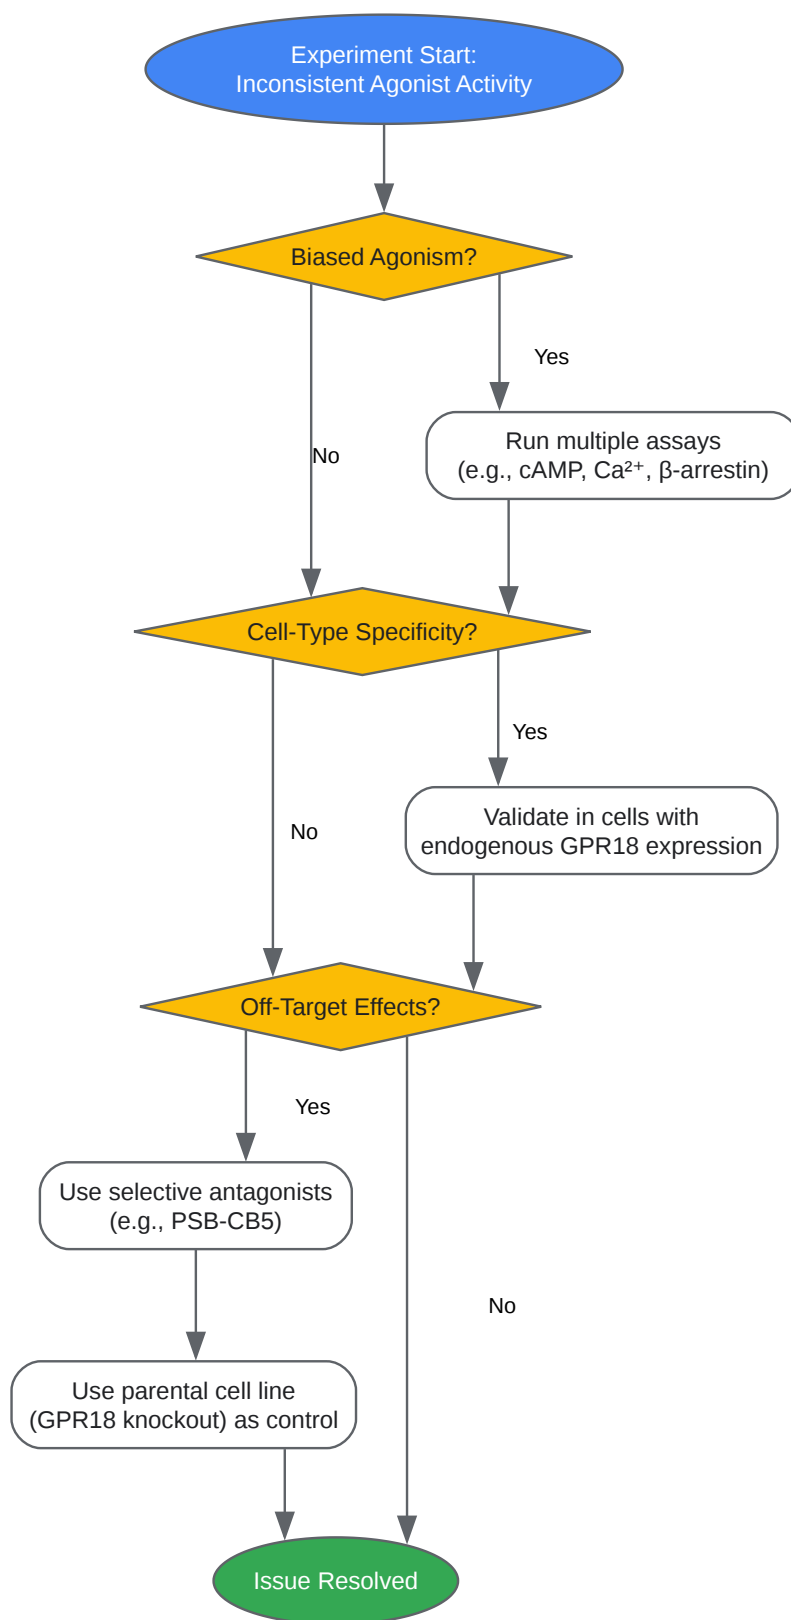 Experiment Start:
Inconsistent Agonist Activity
Biased Agonism?
Yes
Run multiple assays
(e.g., cAMP, Ca²⁺, β-arrestin)
No
Cell-Type Specificity?
Yes
Validate in cells with
endogenous GPR18 expression
No
Off-Target Effects?
Yes
Use selective antagonists
(e.g., PSB-CB5)
No
Use parental cell line
(GPR18 knockout) as control
Issue Resolved